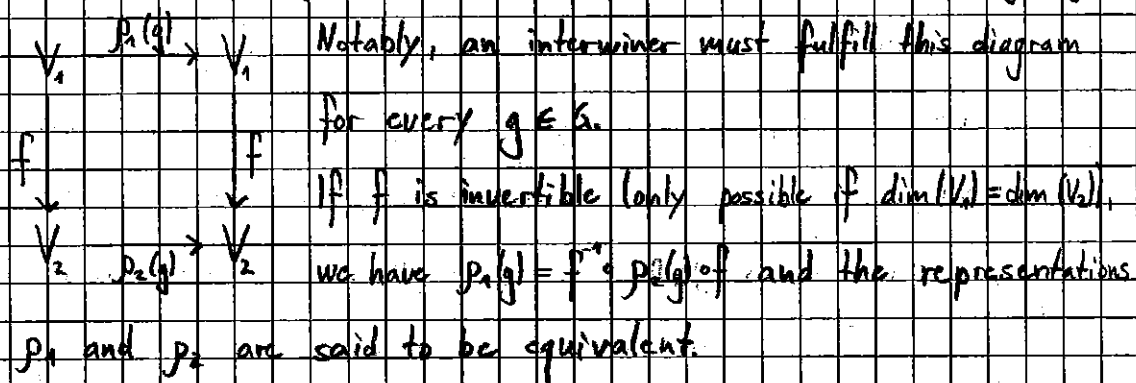 V₁ ρ₁(g) V₁ Notably, an interwiner must fulfill this diagram
for every g ∈ G.
f f If f is invertible (only possible if dim(V₁) = dim(V₂)),
V₂ ρ₂(g) V₂ we have ρ₁(g) = f⁻¹ ∘ ρ₂(g) ∘ f and the representations
ρ₁ and ρ₂ are said to be equivalent.